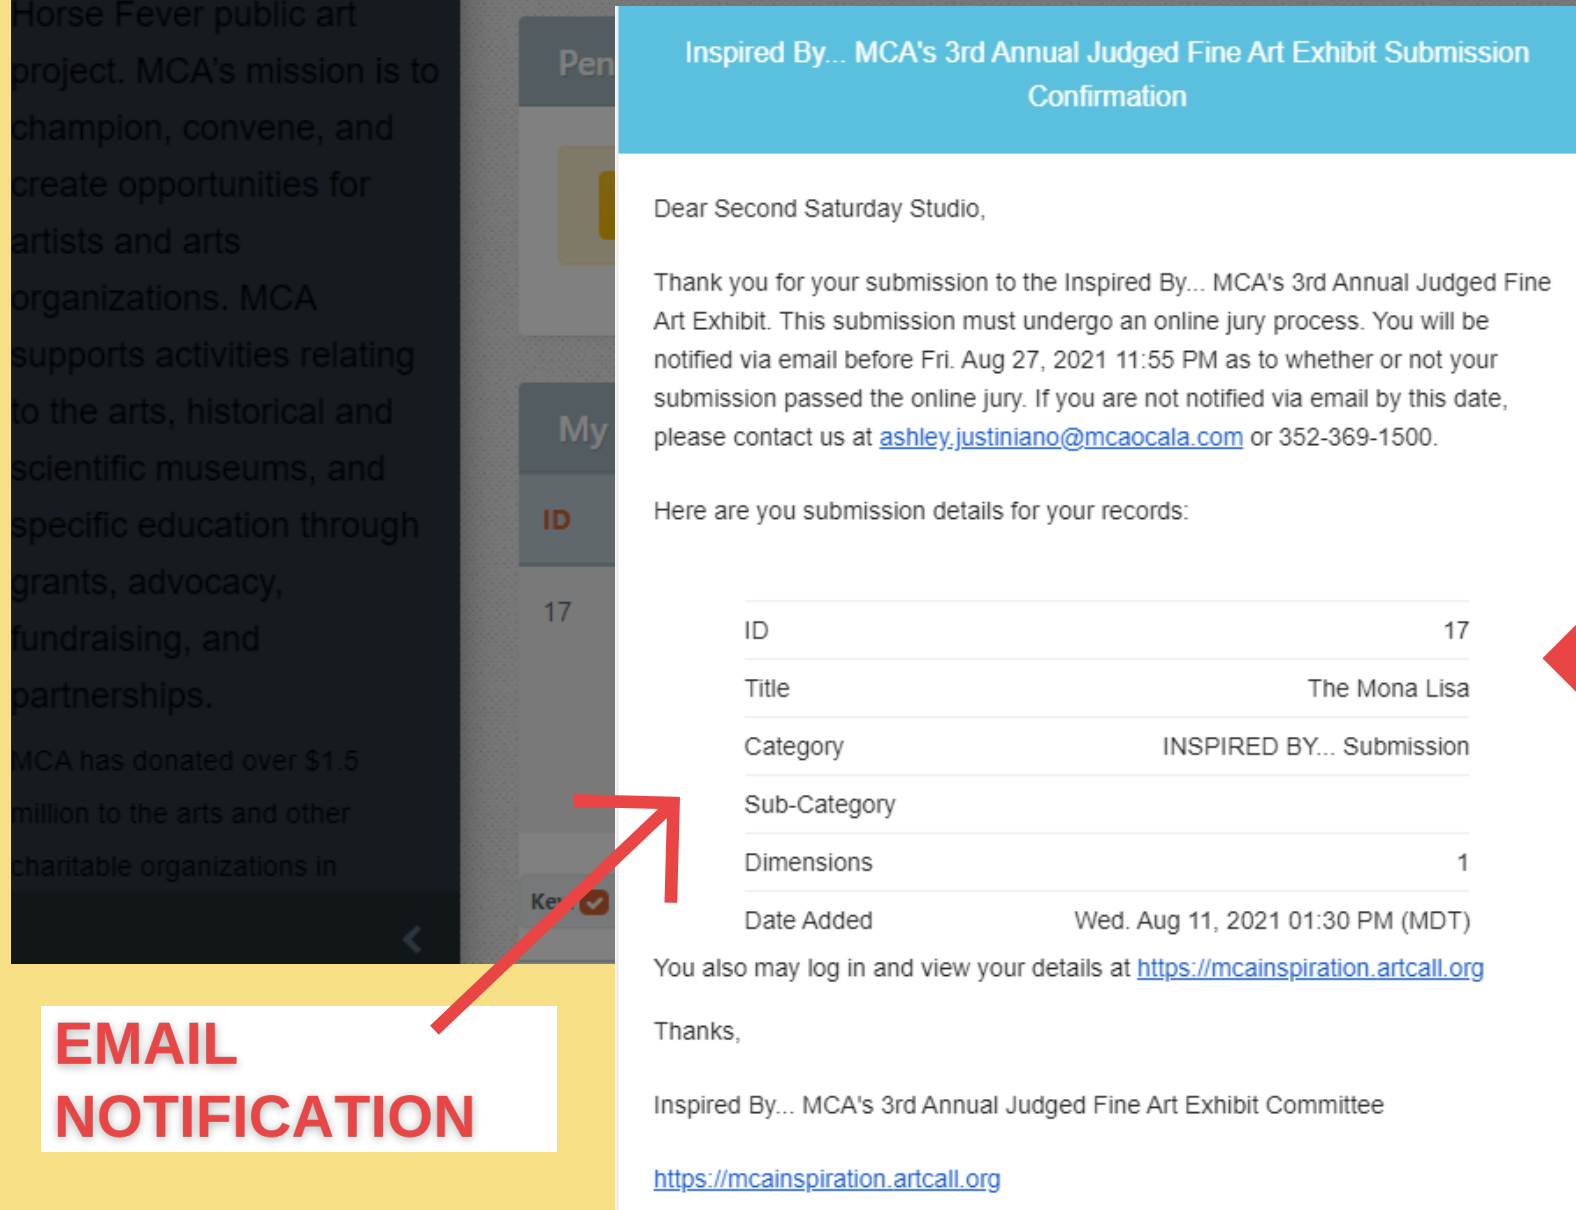 Horse Fever public art
project. MCA's mission is to
champion, convene, and
create opportunities for
artists and arts
organizations. MCA
supports activities relating
to the arts, historical and
scientific museums, and
specific education through
grants, advocacy,
fundraising, and
partnerships.
MCA has donated over $1.5
million to the arts and other
charitable organizations in
Pen
My
ID
17
EMAIL
NOTIFICATION
Inspired By... MCA's 3rd Annual Judged Fine Art Exhibit Submission
Confirmation
Dear Second Saturday Studio,
Thank you for your submission to the Inspired By... MCA's 3rd Annual Judged Fine
Art Exhibit. This submission must undergo an online jury process. You will be
notified via email before Fri. Aug 27, 2021 11:55 PM as to whether or not your
submission passed the online jury. If you are not notified via email by this date,
please contact us at ashley.justiniano@mcaocala.com or 352-369-1500.
Here are you submission details for your records:
ID 17
Title The Mona Lisa
Category INSPIRED BY... Submission
Sub-Category
Dimensions 1
Date Added Wed. Aug 11, 2021 01:30 PM (MDT)
You also may log in and view your details at https://mcainspiration.artcall.org
Thanks,
Inspired By... MCA's 3rd Annual Judged Fine Art Exhibit Committee
https://mcainspiration.artcall.org